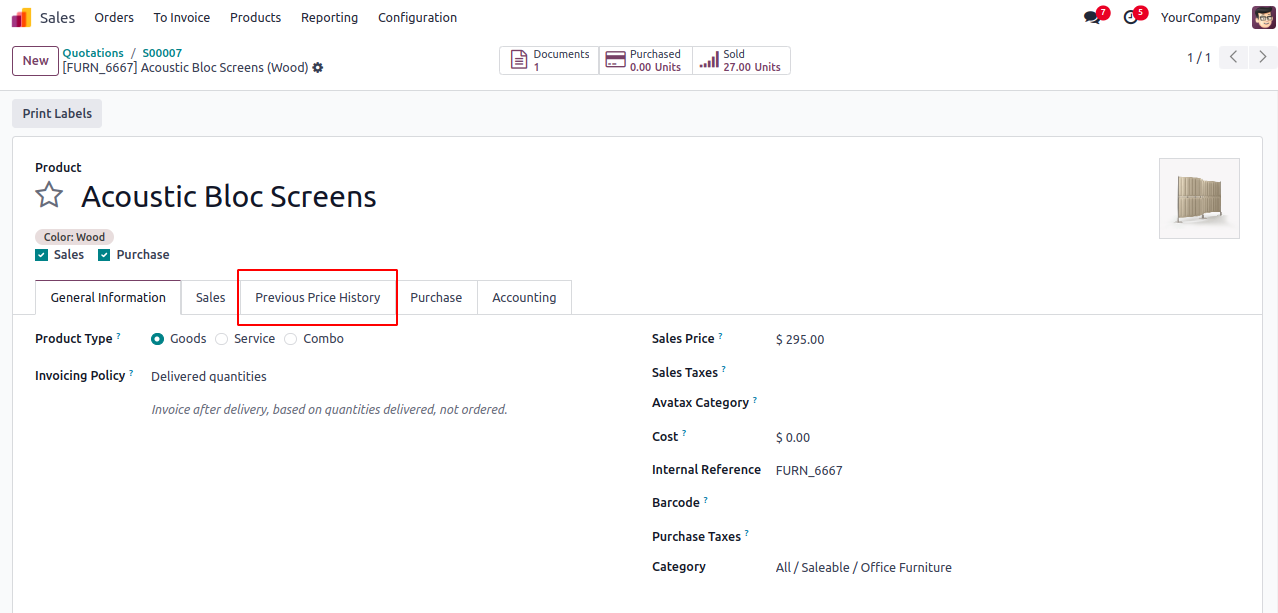 Sales Orders To Invoice Products Reporting Configuration 7 5 YourCompany
New Quotations / S00007
[FURN_6667] Acoustic Bloc Screens (Wood)
Documents 1
Purchased 0.00 Units
Sold 27.00 Units
1 / 1
Print Labels
Product
Acoustic Bloc Screens
Color: Wood
Sales Purchase
General Information Sales Previous Price History Purchase Accounting
Product Type ? Goods Service Combo
Invoicing Policy ? Delivered quantities
Invoice after delivery, based on quantities delivered, not ordered.
Sales Price ? $ 295.00
Sales Taxes ?
Avatax Category ?
Cost ? $ 0.00
Internal Reference FURN_6667
Barcode ?
Purchase Taxes ?
Category All / Saleable / Office Furniture